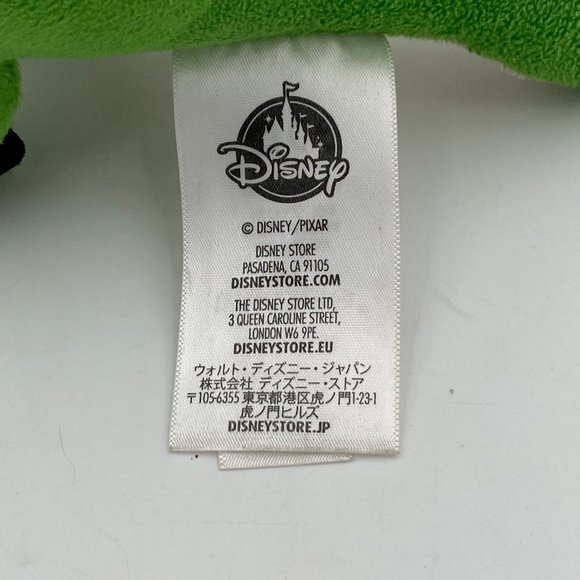 DISNEY
© DISNEY/PIXAR
DISNEY STORE
PASADENA, CA 91105
DISNEYSTORE.COM
THE DISNEY STORE LTD,
3 QUEEN CAROLINE STREET,
LONDON W6 9PE.
DISNEYSTORE.EU
ウォルト・ディズニー・ジャパン
株式会社 ディズニー・ストア
〒105-6355 東京都港区虎ノ門1-23-1
虎ノ門ヒルズ
DISNEYSTORE.JP